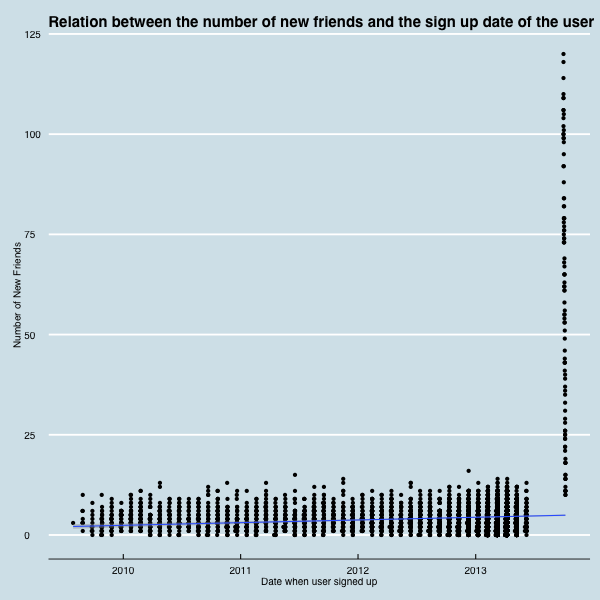 Relation between the number of new friends and the sign up date of the user
125
100
75
50
25
0
Number of New Friends
2010 2011 2012 2013
Date when user signed up